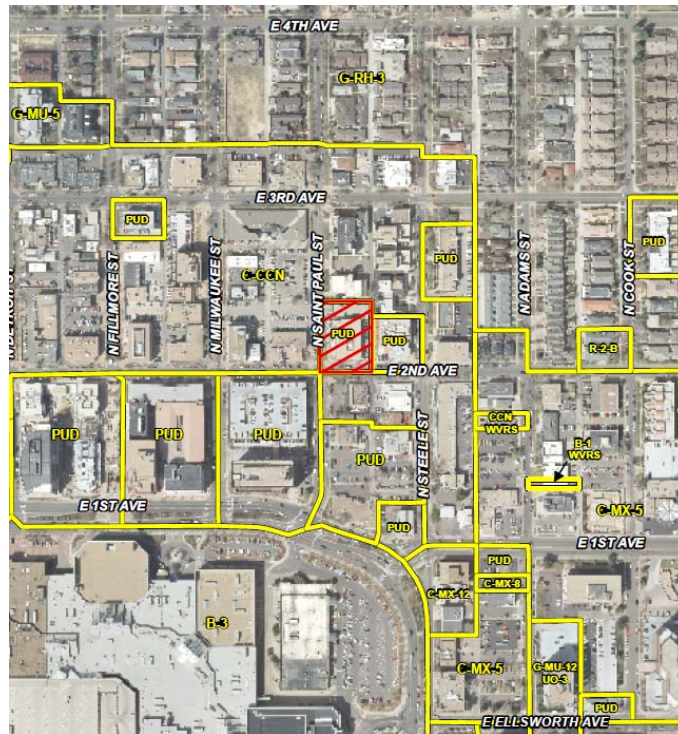 E 4TH AVE
G-RH-3
G-MU-5
E 3RD AVE
PUD
PUD
N FILLMORE ST
N MILWAUKEE ST
C-CCN
N SAINT PAUL ST
PUD
N ADAMS ST
N COOK ST
PUD
PUD
R-2-B
E 2ND AVE
CCN
WVRS
B-1
WVRS
PUD
PUD
PUD
PUD
N STEELE ST
E 1ST AVE
PUD
C-MX-5
E 1ST AVE
PUD
C-MX-8
C-MX-12
B-3
C-MX-5
G-MU-12
UO-3
PUD
E ELLSWORTH AVE